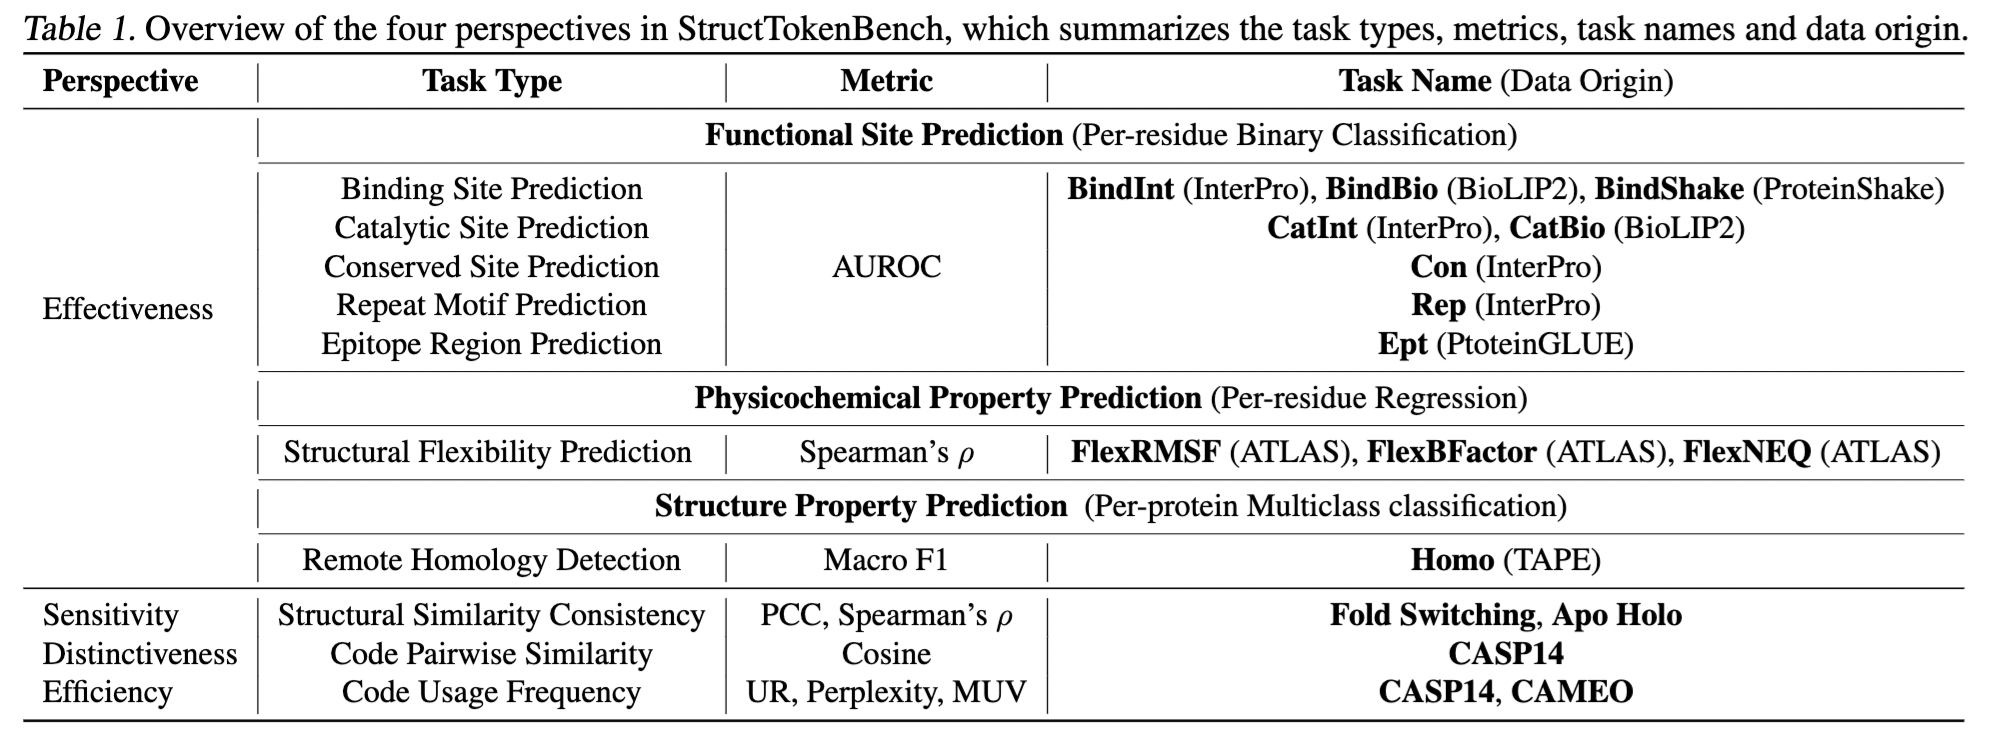 Table 1. Overview of the four perspectives in StructTokenBench, which summarizes the task types, metrics, task names and data origin.
Perspective Task Type Metric Task Name (Data Origin)
Functional Site Prediction (Per-residue Binary Classification)
Binding Site Prediction BindInt (InterPro), BindBio (BioLIP2), BindShake (ProteinShake)
Catalytic Site Prediction CatInt (InterPro), CatBio (BioLIP2)
Conserved Site Prediction AUROC Con (InterPro)
Effectiveness Repeat Motif Prediction Rep (InterPro)
Epitope Region Prediction Ept (PtoteinGLUE)
Physicochemical Property Prediction (Per-residue Regression)
Structural Flexibility Prediction Spearman's ρ FlexRMSF (ATLAS), FlexBFactor (ATLAS), FlexNEQ (ATLAS)
Structure Property Prediction (Per-protein Multiclass classification)
Remote Homology Detection Macro F1 Homo (TAPE)
Sensitivity Structural Similarity Consistency PCC, Spearman's ρ Fold Switching, Apo Holo
Distinctiveness Code Pairwise Similarity Cosine CASP14
Efficiency Code Usage Frequency UR, Perplexity, MUV CASP14, CAMEO